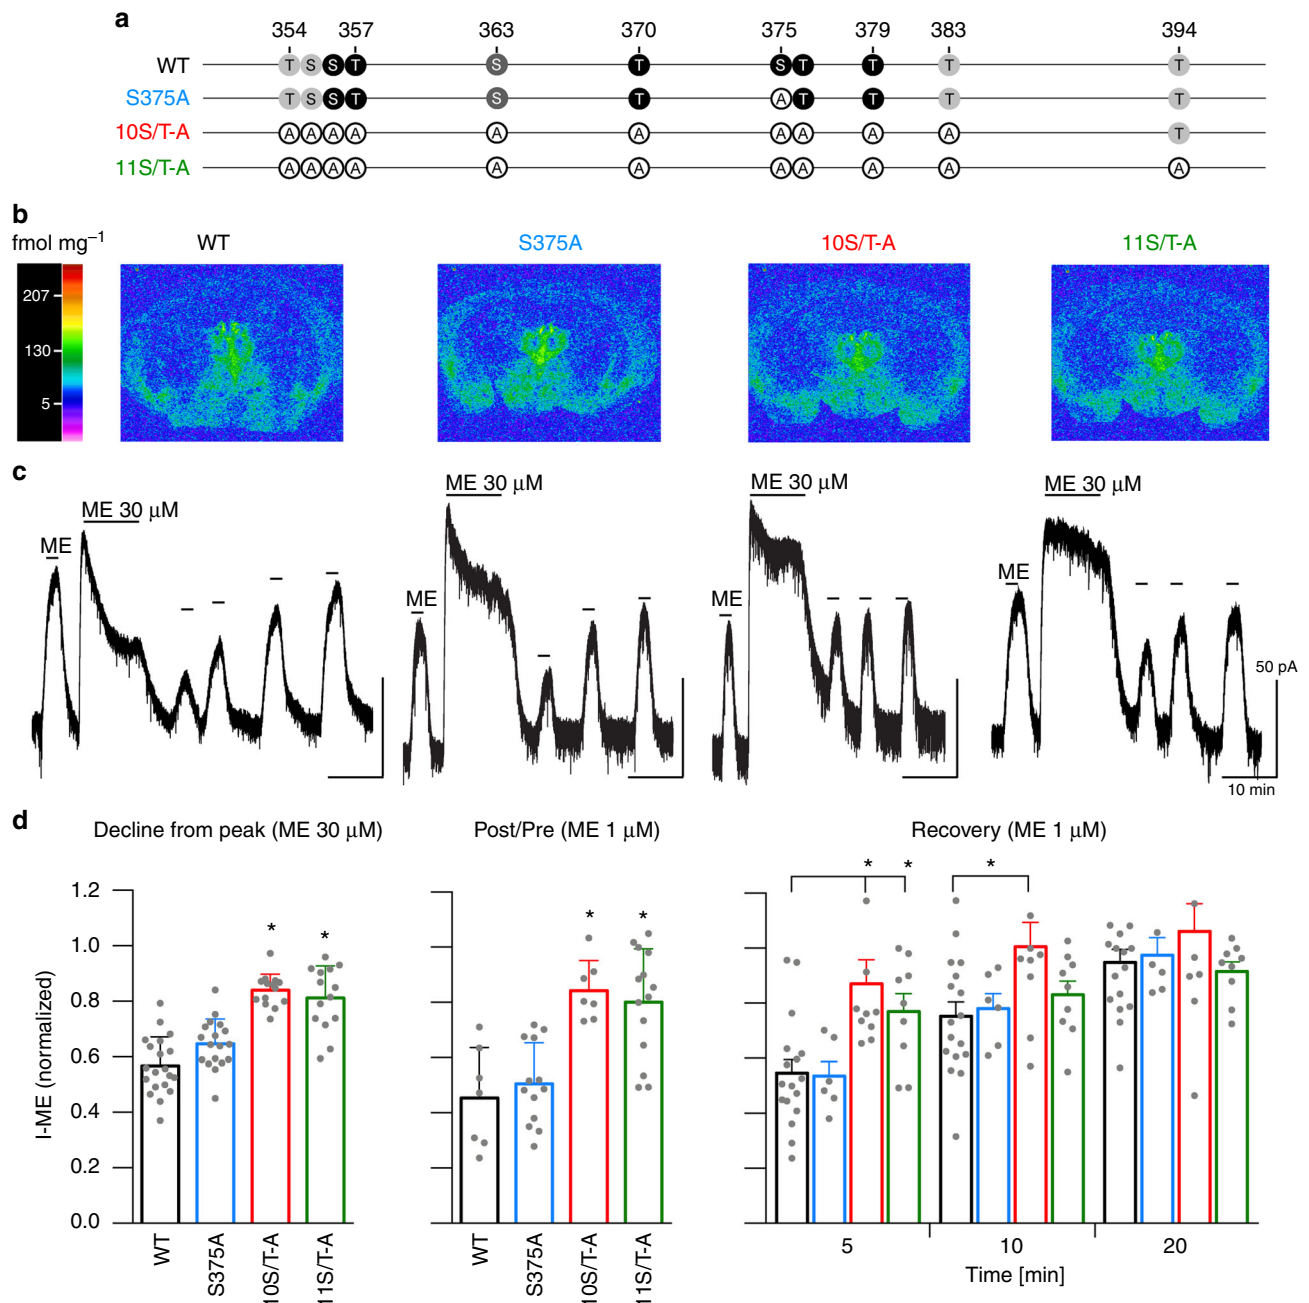 a
354 357 363 370 375 379 383 394
WT T S S T S T S T T T T
S375A T S S T S T A T T T T
10S/T-A A A A A A A A A A A T
11S/T-A A A A A A A A A A A A
b
fmol mg⁻¹ WT S375A 10S/T-A 11S/T-A
207
130
5
c
ME 30 μM ME 30 μM ME 30 μM ME 30 μM
ME ME ME ME
50 pA
10 min
d
Decline from peak (ME 30 μM) Post/Pre (ME 1 μM) Recovery (ME 1 μM)
* * * * * * *
I-ME (normalized)
1.2
1.0
0.8
0.6
0.4
0.2
0.0
WT S375A 10S/T-A 11S/T-A WT S375A 10S/T-A 11S/T-A
5 10 20
Time [min]